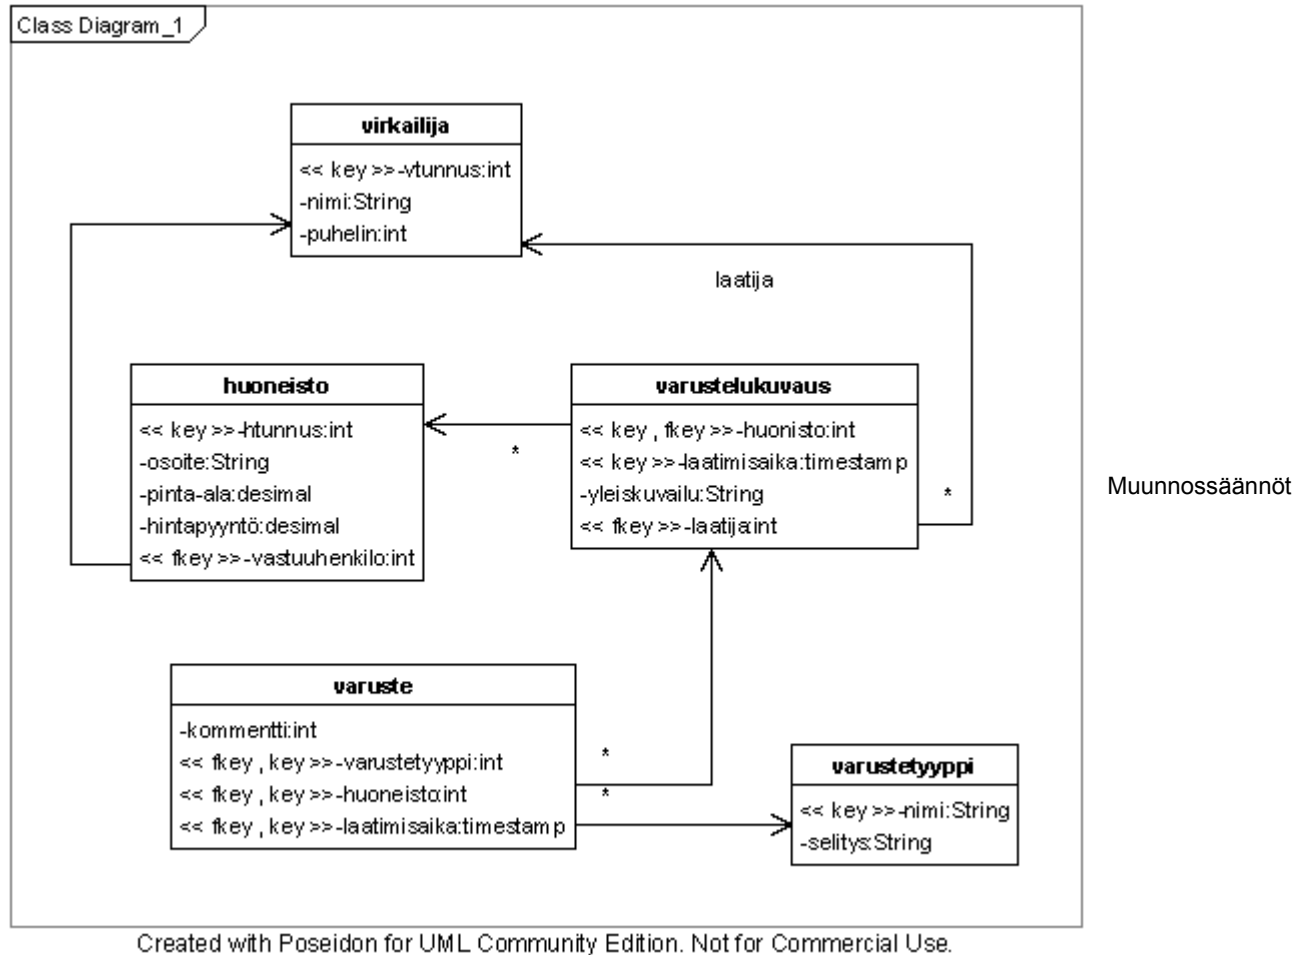 Class Diagram_1
virkailija
<< key >>-vtunnus:int
-nimi:String
-puhelin:int
laatija
huoneisto
<< key >>-htunnus:int
-osoite:String
-pinta-ala:desimal
-hintapyyntö:desimal
<< fkey >>-vastuuhenkilo:int
varustelukuvaus
<< key , fkey >>-huonisto:int
<< key >>-laatimisaika:timestamp
-yleiskuvailu:String
<< fkey >>-laatija:int
*
*
Muunnossäännöt
varuste
-kommentti:int
<< fkey , key >>-varustetyyppi:int
<< fkey , key >>-huoneisto:int
<< fkey , key >>-laatimisaika:timestamp
*
*
varustetyyppi
<< key >>-nimi:String
-selitys:String
Created with Poseidon for UML Community Edition. Not for Commercial Use.